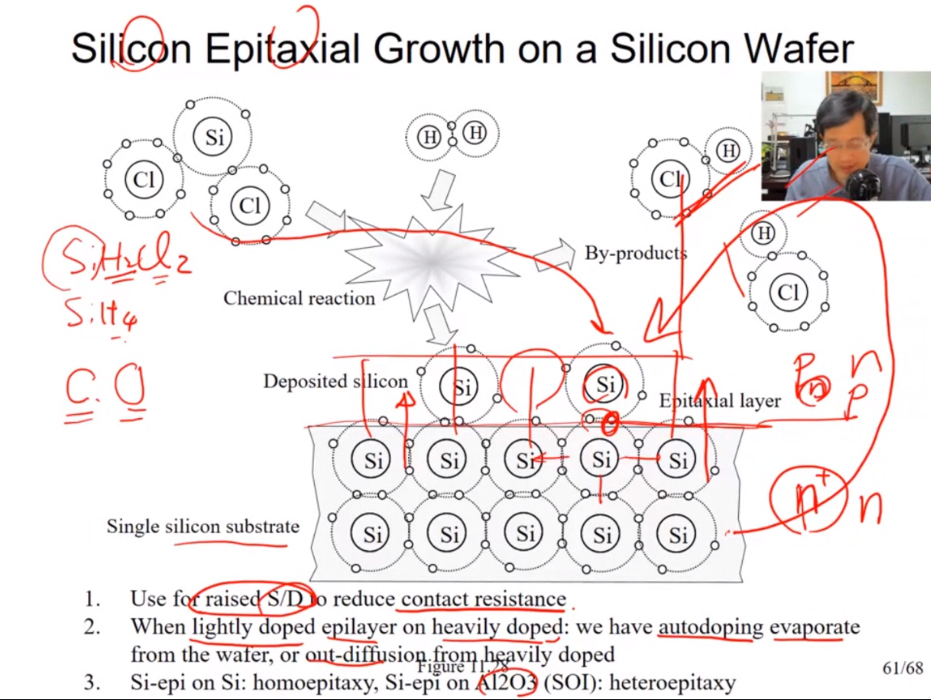 Silicon Epitaxial Growth on a Silicon Wafer
Si
Cl
Cl
H H
Cl H
H
Cl
SiH2Cl2
SiH4
C. O
Chemical reaction
By-products
Deposited silicon
Si
Si
Epitaxial layer
P n
n P
Si Si Si Si Si
n+ n
Single silicon substrate
Si Si Si Si Si
1. Use for raised S/D to reduce contact resistance
2. When lightly doped epilayer on heavily doped: we have autodoping evaporate
from the wafer, or out-diffusion from heavily doped
Figure 11.28
3. Si-epi on Si: homoepitaxy, Si-epi on Al2O3 (SOI): heteroepitaxy
61/68